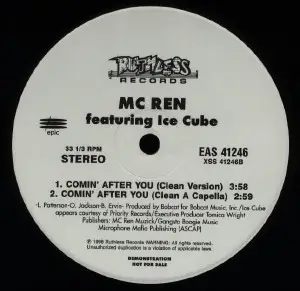 RUTHLESS
RECORDS
MC REN
featuring Ice Cube
epic
33 1/3 RPM
STEREO
EAS 41246
XSS 41246B
1. COMIN' AFTER YOU (Clean Version) 3:58
2. COMIN' AFTER YOU (Clean A Capella) 2:59
-L. Patterson-O. Jackson-B. Ervin- Produced by Bobcat for Bobcat Music, Inc./Ice Cube
appears courtesy of Priority Records/Executive Producer Tomica Wright
Publishers: MC Ren Muzick/Gangsta Boogie Music
Microphone Mafia Publishing (ASCAP)
℗ 1998 Ruthless Records WARNING: All rights reserved.
Unauthorized duplication is a violation of applicable laws.
DEMONSTRATION
NOT FOR SALE